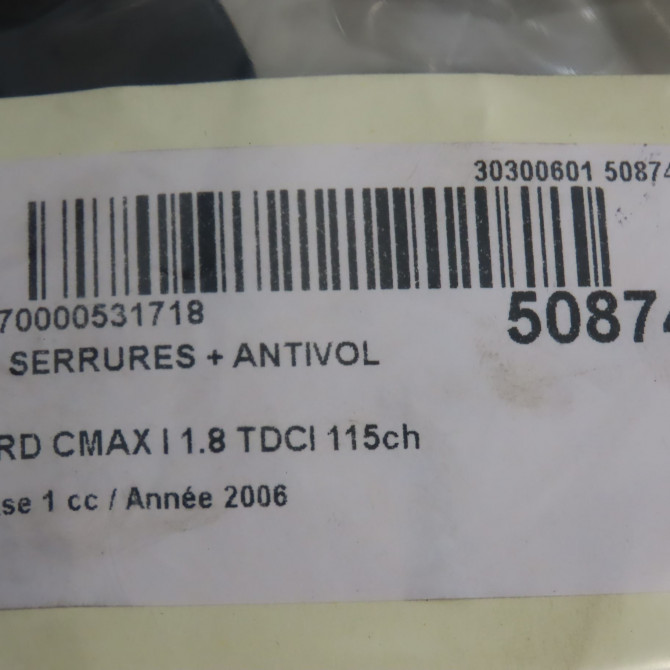 30300601 50874
70000531718
50874
SERRURES + ANTIVOL
RD CMAX I 1.8 TDCI 115ch
se 1 cc / Année 2006